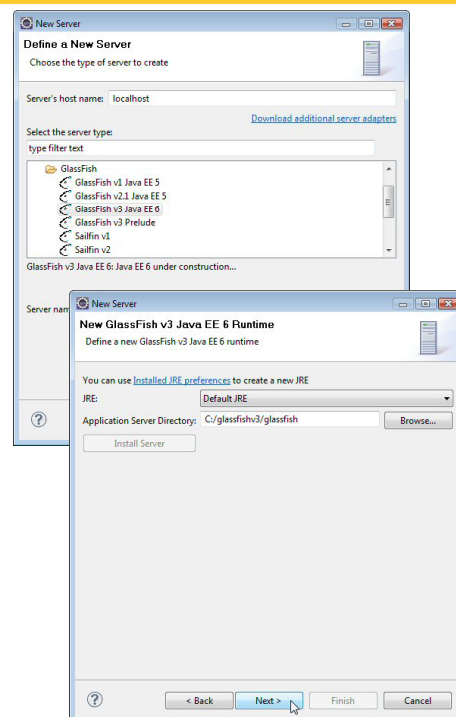 New Server
Define a New Server
Choose the type of server to create
Server's host name: localhost
Download additional server adapters
Select the server type:
type filter text
GlassFish
GlassFish v1 Java EE 5
GlassFish v2.1 Java EE 5
GlassFish v3 Java EE 6
GlassFish v3 Prelude
Sailfin v1
Sailfin v2
GlassFish v3 Java EE 6: Java EE 6 under construction...
Server nam
New Server
New GlassFish v3 Java EE 6 Runtime
Define a new GlassFish v3 Java EE 6 runtime
You can use Installed JRE preferences to create a new JRE
JRE: Default JRE
Application Server Directory: C:/glassfishv3/glassfish Browse...
Install Server
? 
? < Back Next > Finish Cancel